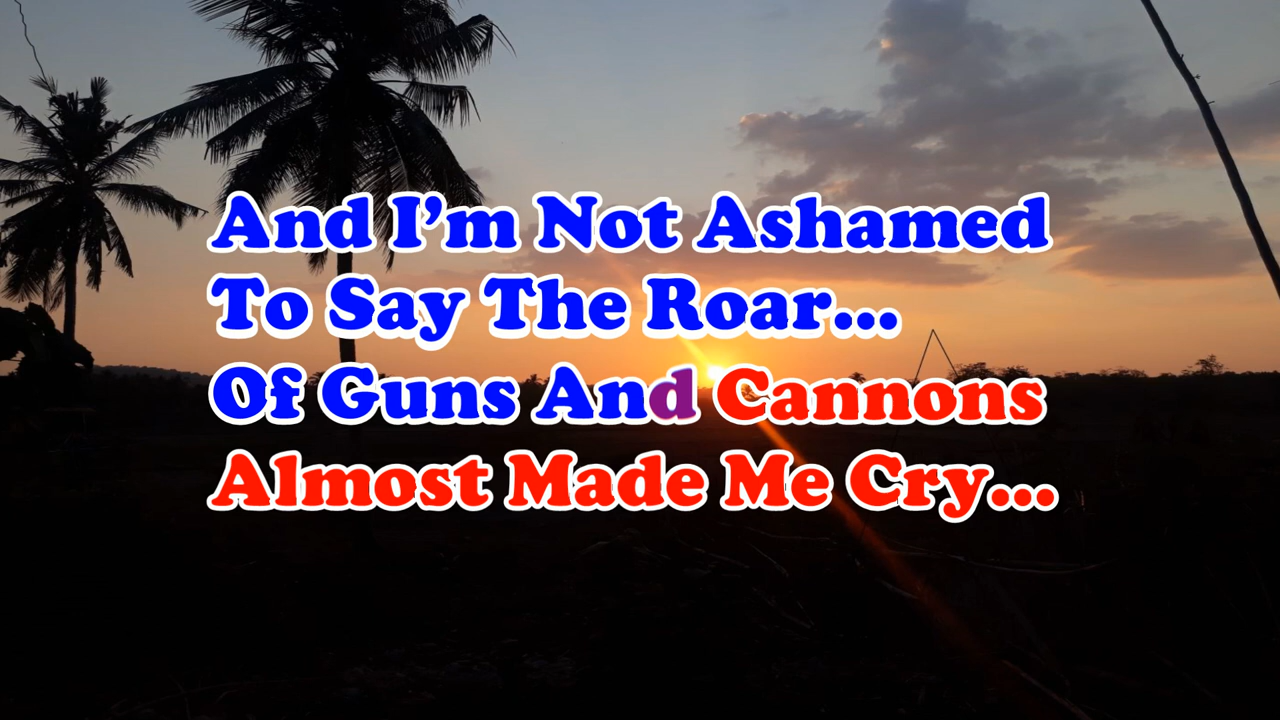 And I’m Not Ashamed
To Say The Roar...
Of Guns And Cannons
Almost Made Me Cry...